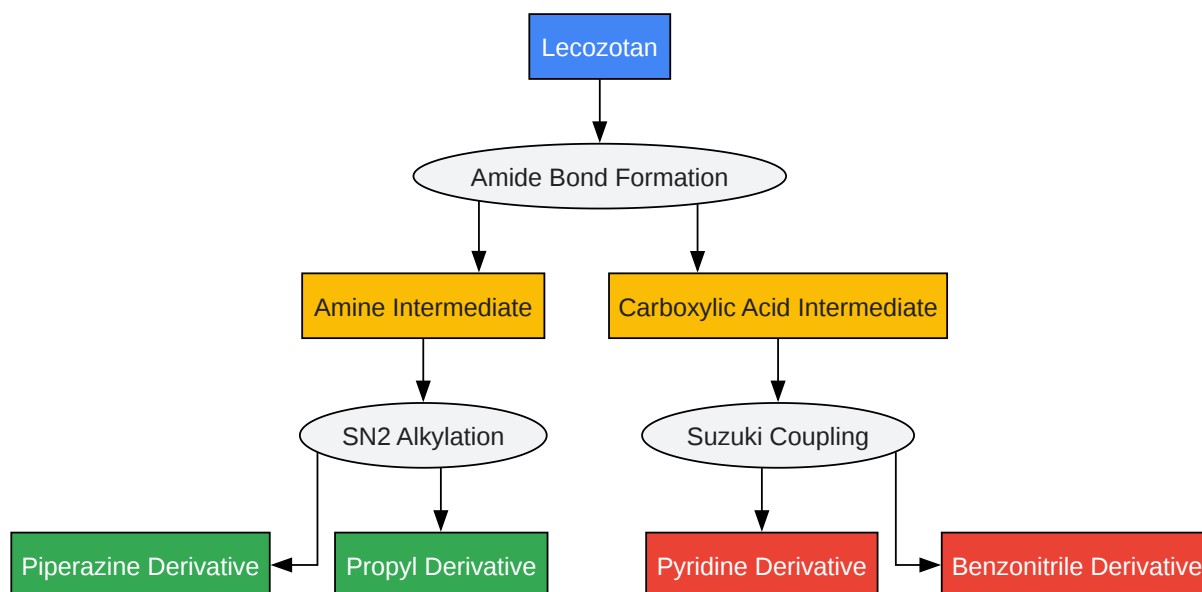 Lecozotan
Amide Bond Formation
Amine Intermediate
Carboxylic Acid Intermediate
SN2 Alkylation
Suzuki Coupling
Piperazine Derivative
Propyl Derivative
Pyridine Derivative
Benzonitrile Derivative